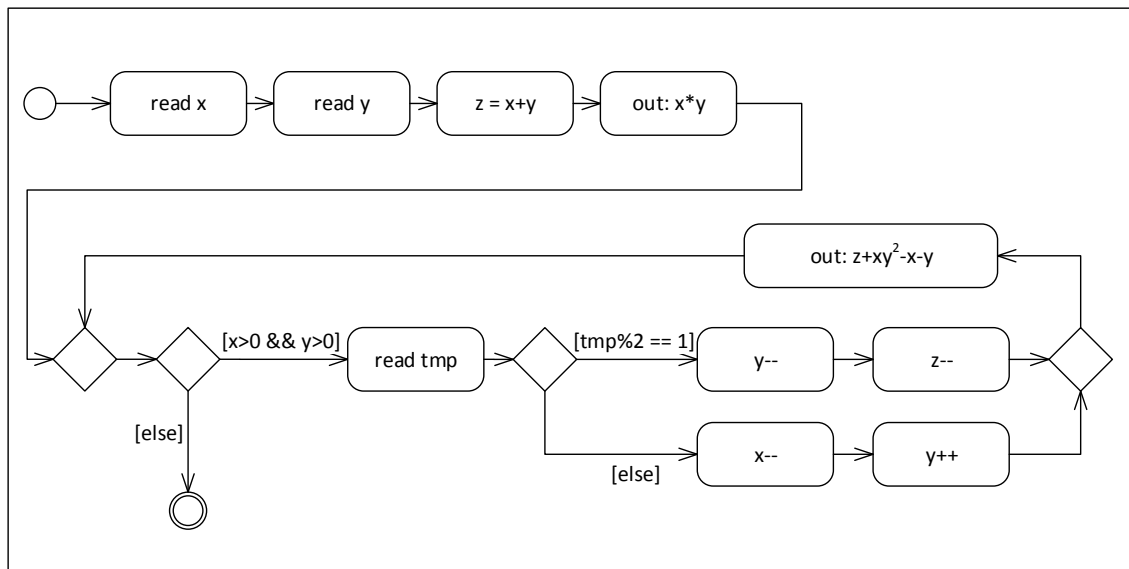 read x
read y
z = x+y
out: x*y
out: z+xy²-x-y
[x>0 && y>0]
read tmp
[tmp%2 == 1]
y--
z--
[else]
[else]
x--
y++